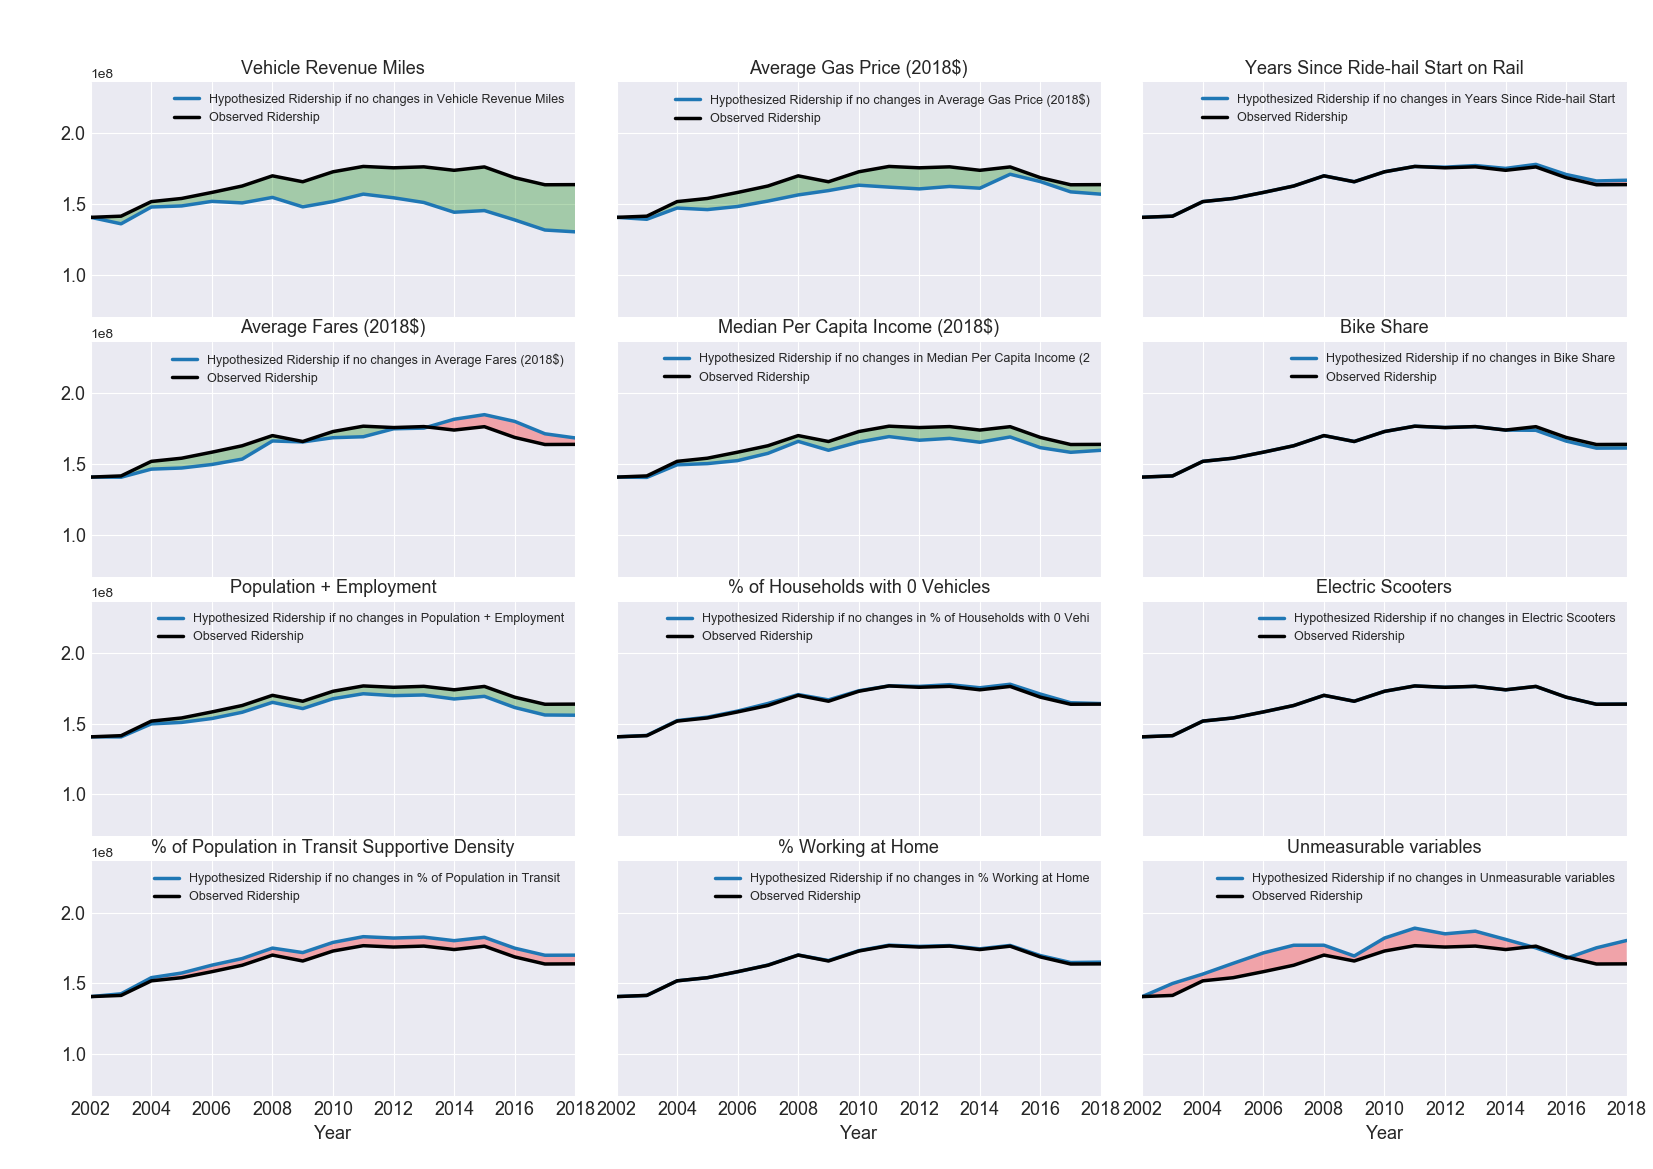 Vehicle Revenue Miles
1e8
Hypothesized Ridership if no changes in Vehicle Revenue Miles
Observed Ridership
2.0
1.5
1.0
Average Gas Price (2018$)
Hypothesized Ridership if no changes in Average Gas Price (2018$)
Observed Ridership
Years Since Ride-hail Start on Rail
Hypothesized Ridership if no changes in Years Since Ride-hail Start
Observed Ridership
Average Fares (2018$)
1e8
Hypothesized Ridership if no changes in Average Fares (2018$)
Observed Ridership
2.0
1.5
1.0
Median Per Capita Income (2018$)
Hypothesized Ridership if no changes in Median Per Capita Income (2
Observed Ridership
Bike Share
Hypothesized Ridership if no changes in Bike Share
Observed Ridership
Population + Employment
1e8
Hypothesized Ridership if no changes in Population + Employment
Observed Ridership
2.0
1.5
1.0
% of Households with 0 Vehicles
Hypothesized Ridership if no changes in % of Households with 0 Vehi
Observed Ridership
Electric Scooters
Hypothesized Ridership if no changes in Electric Scooters
Observed Ridership
% of Population in Transit Supportive Density
1e8
Hypothesized Ridership if no changes in % of Population in Transit
Observed Ridership
2.0
1.5
1.0
2002 2004 2006 2008 2010 2012 2014 2016 2018
Year
% Working at Home
Hypothesized Ridership if no changes in % Working at Home
Observed Ridership
2002 2004 2006 2008 2010 2012 2014 2016 2018
Year
Unmeasurable variables
Hypothesized Ridership if no changes in Unmeasurable variables
Observed Ridership
2002 2004 2006 2008 2010 2012 2014 2016 2018
Year